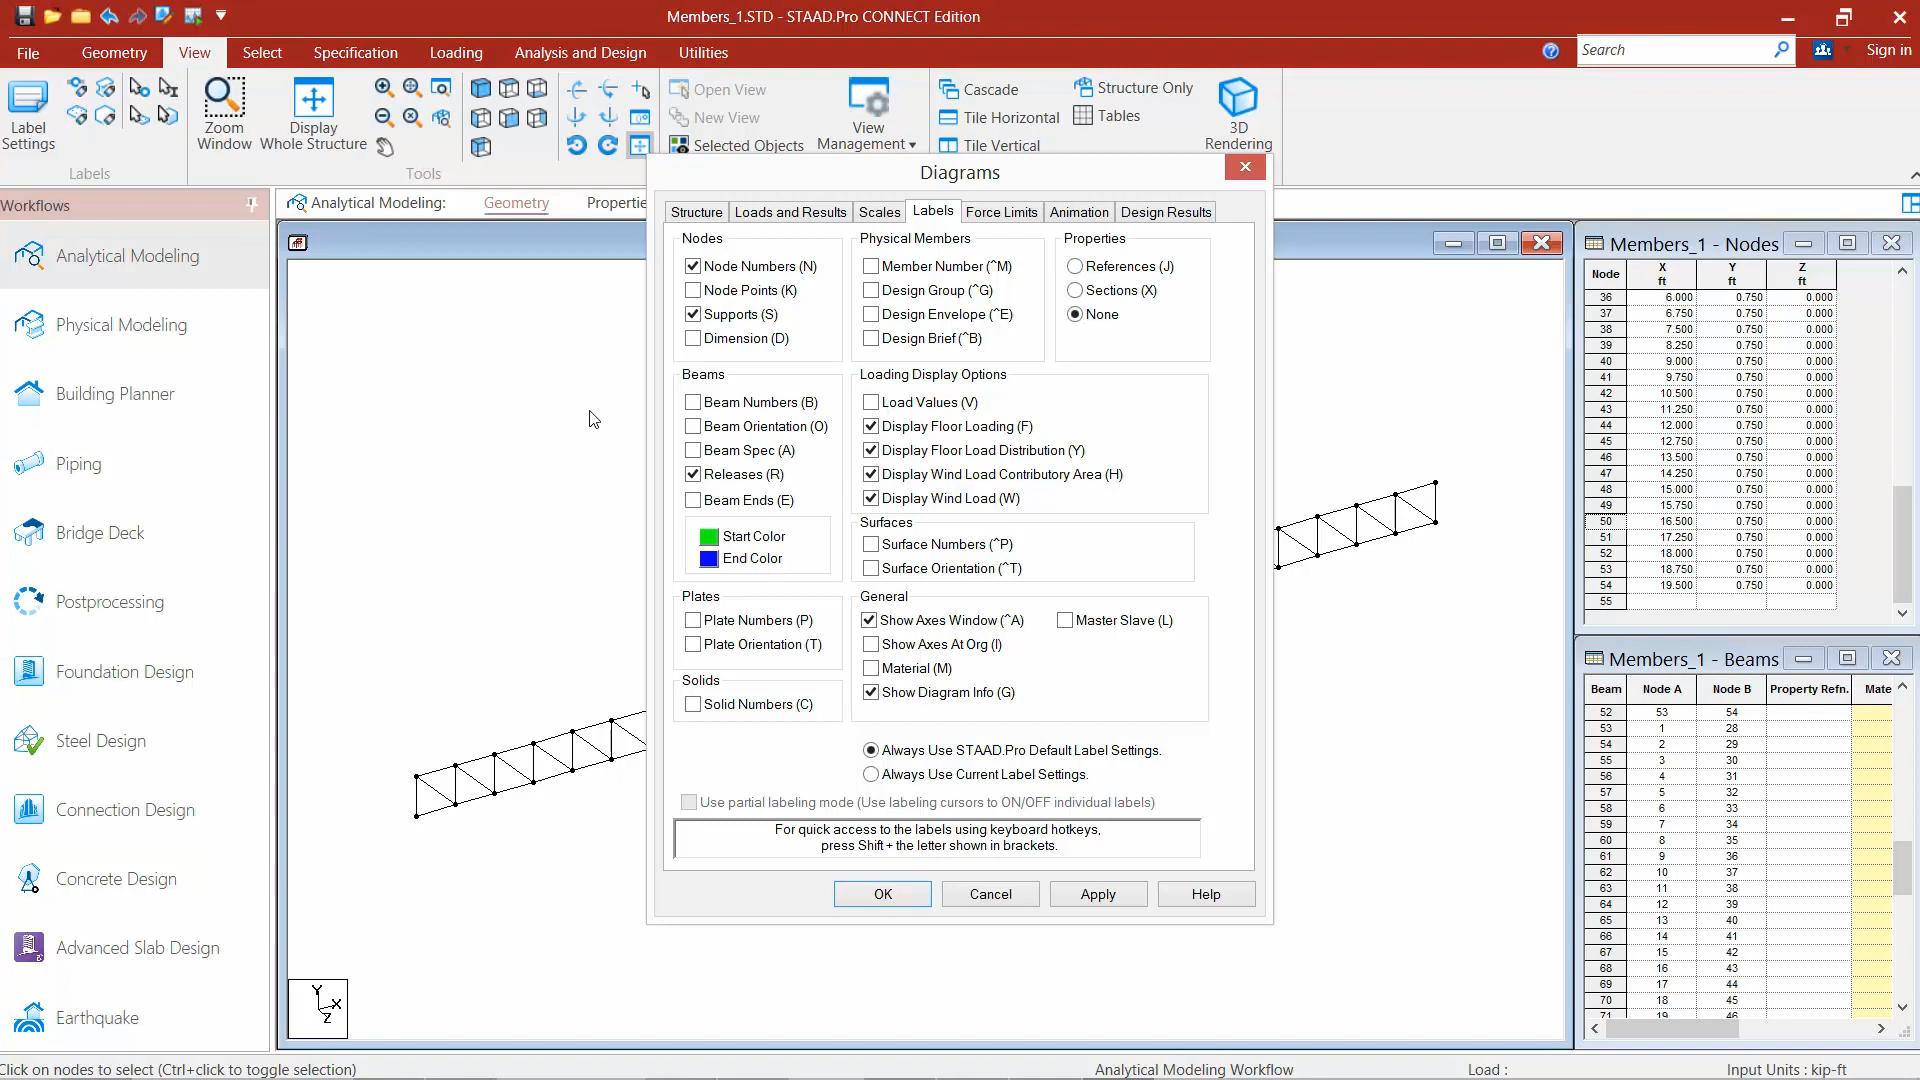 Members_1.STD - STAAD.Pro CONNECT Edition
File
Geometry
View
Select
Specification
Loading
Analysis and Design
Utilities
Search
Sign in
Label
Settings
Labels
Zoom
Window
Display
Whole Structure
Tools
Open View
New View
Selected Objects
View
Management
Cascade
Tile Horizontal
Tile Vertical
Structure Only
Tables
3D
Rendering
Workflows
Analytical Modeling
Physical Modeling
Building Planner
Piping
Bridge Deck
Postprocessing
Foundation Design
Steel Design
Connection Design
Concrete Design
Advanced Slab Design
Earthquake
Analytical Modeling:
Geometry
Propertie
Diagrams
Structure
Loads and Results
Scales
Labels
Force Limits
Animation
Design Results
Nodes
Node Numbers (N)
Node Points (K)
Supports (S)
Dimension (D)
Physical Members
Member Number (^M)
Design Group (^G)
Design Envelope (^E)
Design Brief (^B)
Properties
References (J)
Sections (X)
None
Beams
Beam Numbers (B)
Beam Orientation (O)
Beam Spec (A)
Releases (R)
Beam Ends (E)
Start Color
End Color
Loading Display Options
Load Values (V)
Display Floor Loading (F)
Display Floor Load Distribution (Y)
Display Wind Load Contributory Area (H)
Display Wind Load (W)
Surfaces
Surface Numbers (^P)
Surface Orientation (^T)
Plates
Plate Numbers (P)
Plate Orientation (T)
Solids
Solid Numbers (C)
General
Show Axes Window (^A)
Master Slave (L)
Show Axes At Org (I)
Material (M)
Show Diagram Info (G)
Always Use STAAD.Pro Default Label Settings.
Always Use Current Label Settings.
Use partial labeling mode (Use labeling cursors to ON/OFF individual labels)
For quick access to the labels using keyboard hotkeys,
press Shift + the letter shown in brackets.
OK
Cancel
Apply
Help
Y
X
Z
Members_1 - Nodes
Node X ft Y ft Z ft
36 6.000 0.750 0.000
37 6.750 0.750 0.000
38 7.500 0.750 0.000
39 8.250 0.750 0.000
40 9.000 0.750 0.000
41 9.750 0.750 0.000
42 10.500 0.750 0.000
43 11.250 0.750 0.000
44 12.000 0.750 0.000
45 12.750 0.750 0.000
46 13.500 0.750 0.000
47 14.250 0.750 0.000
48 15.000 0.750 0.000
49 15.750 0.750 0.000
50 16.500 0.750 0.000
51 17.250 0.750 0.000
52 18.000 0.750 0.000
53 18.750 0.750 0.000
54 19.500 0.750 0.000
55
Members_1 - Beams
Beam Node A Node B Property Refn. Mate
52 53 54
53 1 28
54 2 29
55 3 30
56 4 31
57 5 32
58 6 33
59 7 34
60 8 35
61 9 36
62 10 37
63 11 38
64 12 39
65 13 40
66 14 41
67 15 42
68 16 43
69 17 44
70 18 45
71 19 46
Click on nodes to select (Ctrl+click to toggle selection)
Analytical Modeling Workflow
Load :
Input Units : kip-ft